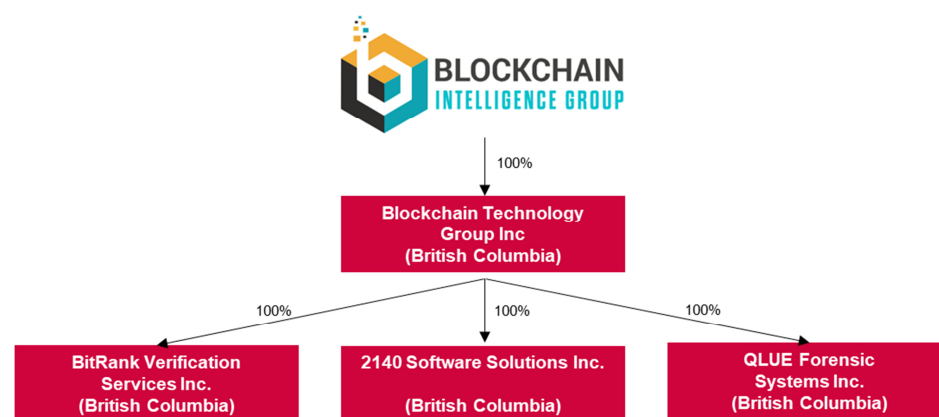 BLOCKCHAIN
INTELLIGENCE GROUP
100%
Blockchain Technology
Group Inc
(British Columbia)
100%
100%
100%
BitRank Verification
Services Inc.
(British Columbia)
2140 Software Solutions Inc.
(British Columbia)
QLUE Forensic
Systems Inc.
(British Columbia)